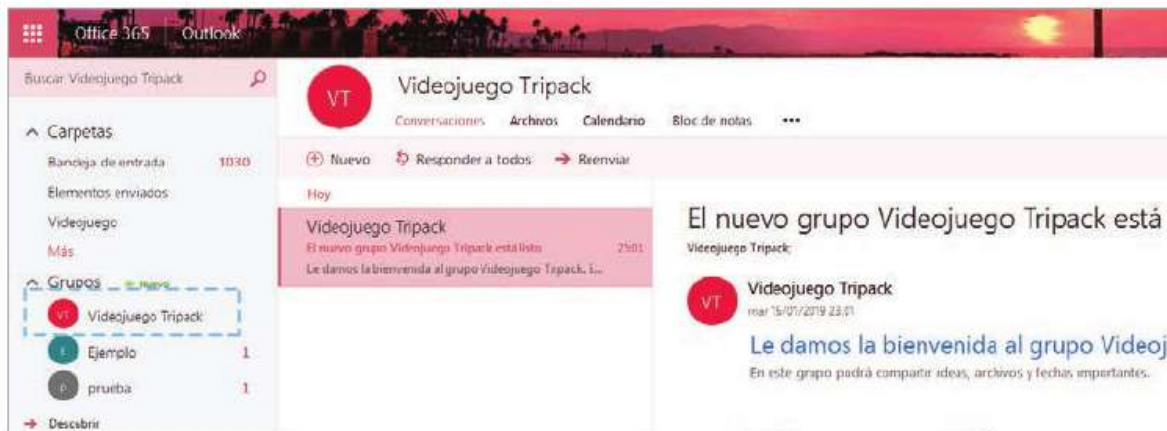 Office 365 Outlook
Buscar Videojuego Tripack
Carpetas
Bandeja de entrada 1030
Elementos enviados
Videojuego
Más
Grupos
VT Videojuego Tripack
E Ejemplo 1
P prueba 1
Descubrir
VT
Videojuego Tripack
Conversaciones Archivos Calendario Bloc de notas •••
Nuevo Responder a todos Reenviar
Hoy
Videojuego Tripack
El nuevo grupo Videojuego Tripack está listo 23:01
Le damos la bienvenida al grupo Videojuego Tripack. E...
El nuevo grupo Videojuego Tripack está
Videojuego Tripack;
VT
Videojuego Tripack
mar 15/01/2019 23:01
Le damos la bienvenida al grupo Videoj
En este grupo podrá compartir ideas, archivos y fechas importantes.